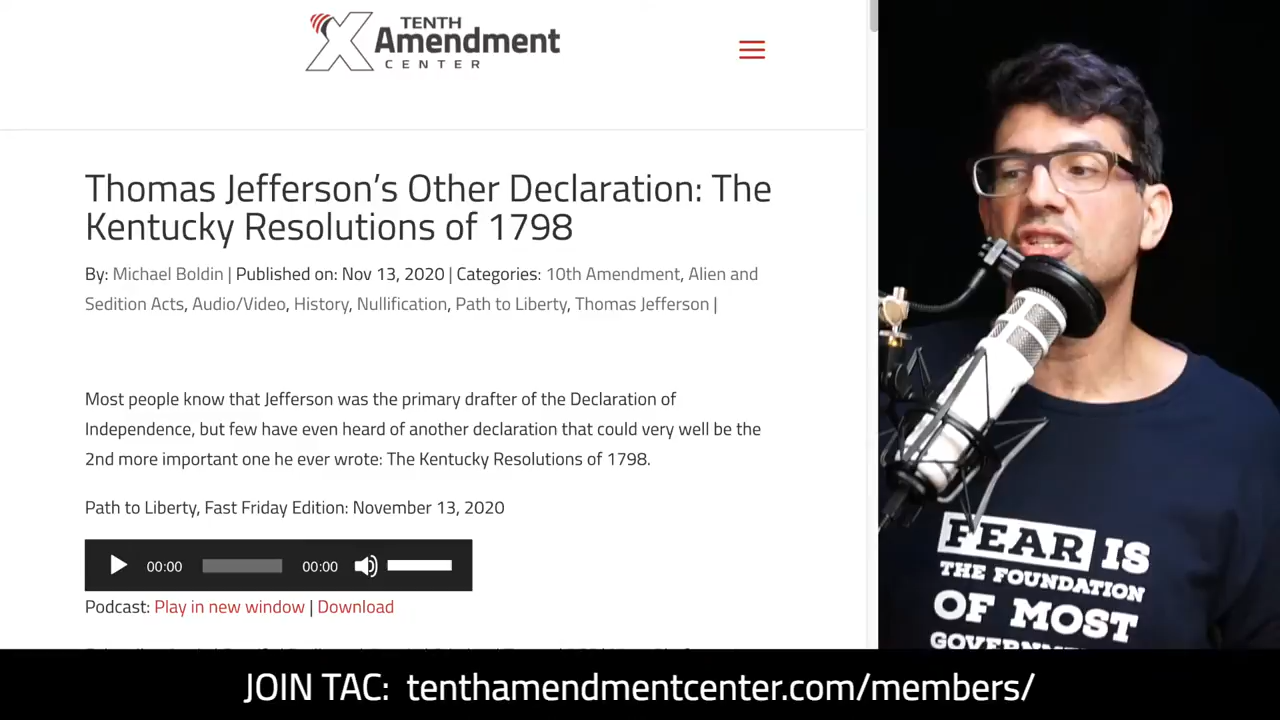 TENTH
Amendment
CENTER
Thomas Jefferson’s Other Declaration: The
Kentucky Resolutions of 1798
By: Michael Boldin | Published on: Nov 13, 2020 | Categories: 10th Amendment, Alien and
Sedition Acts, Audio/Video, History, Nullification, Path to Liberty, Thomas Jefferson |
Most people know that Jefferson was the primary drafter of the Declaration of
Independence, but few have even heard of another declaration that could very well be the
2nd more important one he ever wrote: The Kentucky Resolutions of 1798.
Path to Liberty, Fast Friday Edition: November 13, 2020
00:00 00:00
Podcast: Play in new window | Download
FEAR IS
THE FOUNDATION
OF MOST
JOIN TAC: tenthamendmentcenter.com/members/